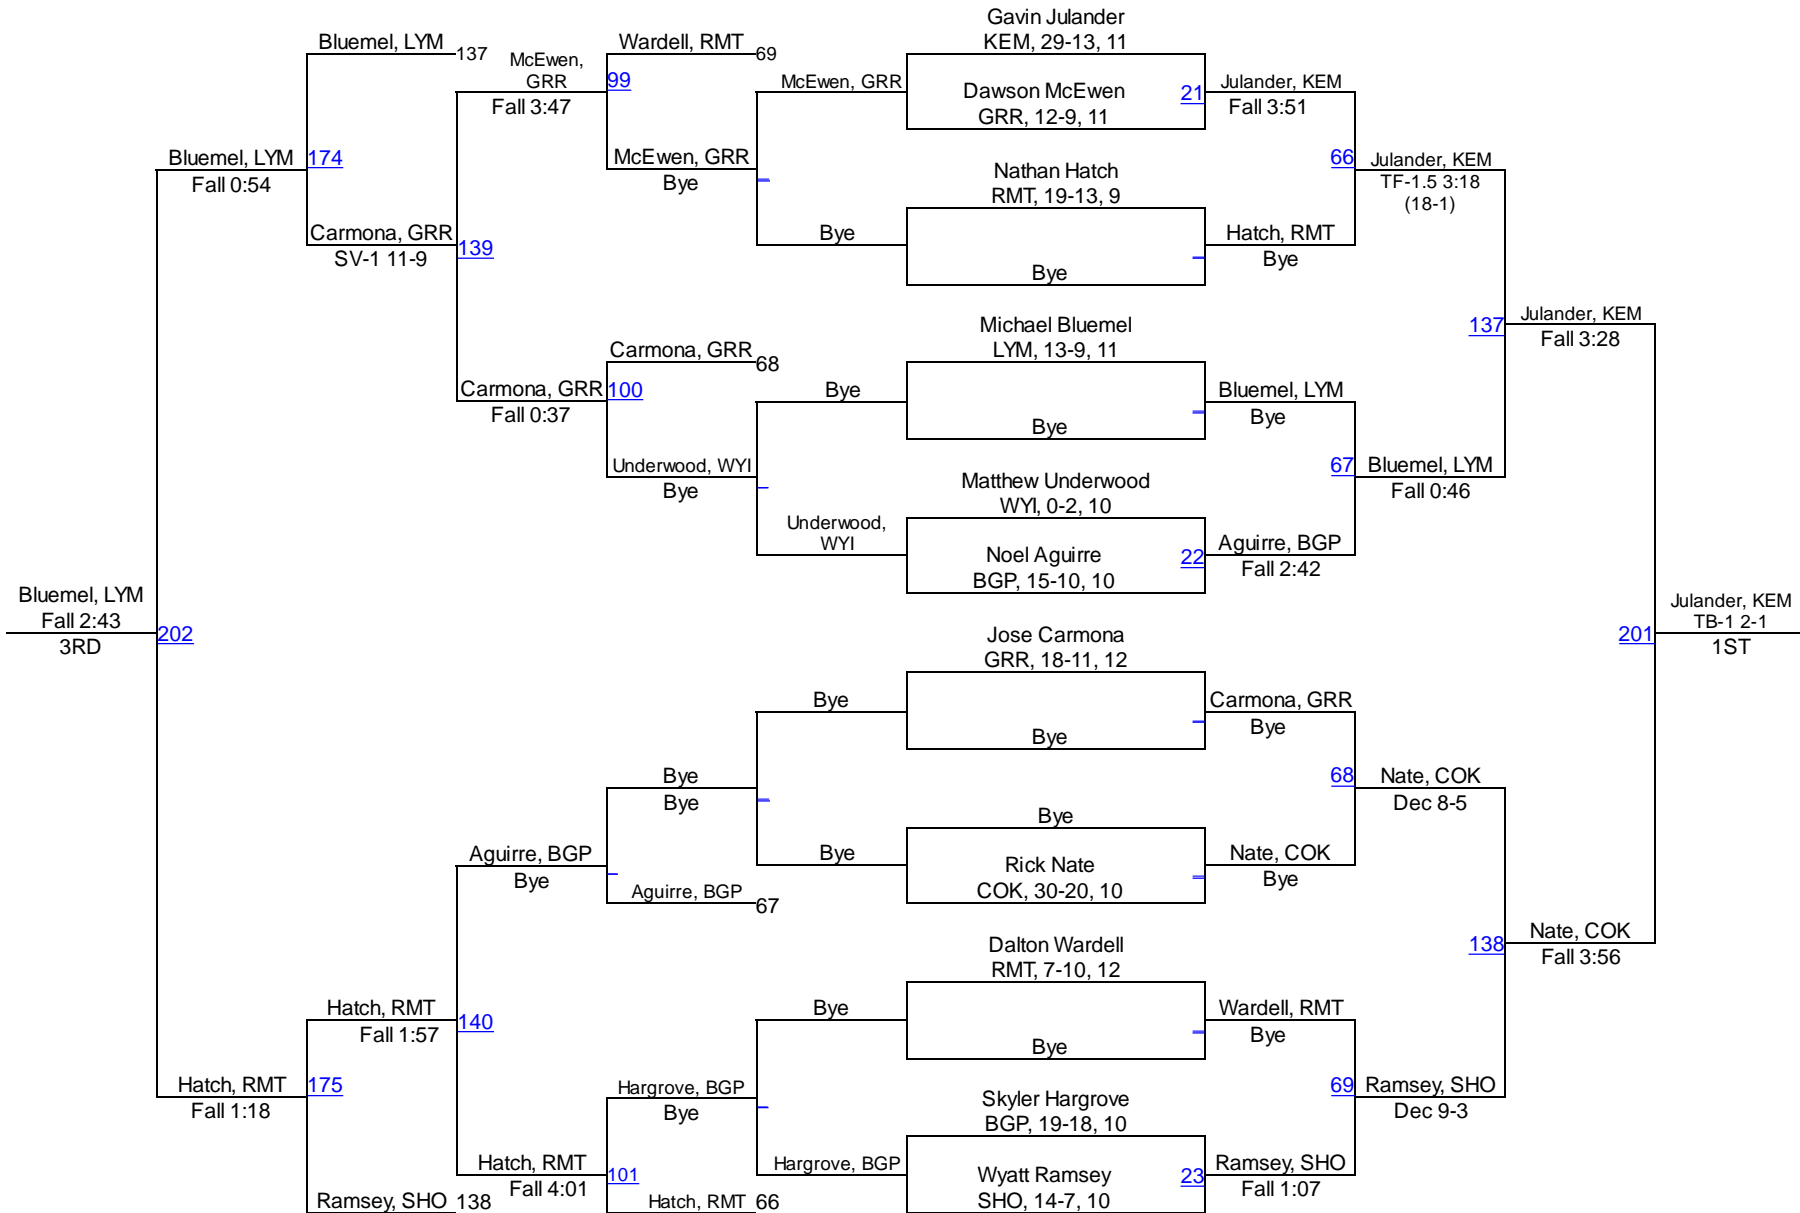 Gavin Julander
KEM, 29-13, 11
Bluemel, LYM
137
McEwen,
GRR
Fall 3:47
Wardell, RMT
69
99
McEwen, GRR
Dawson McEwen
GRR, 12-9, 11
21
Julander, KEM
Fall 3:51
Bluemel, LYM
Fall 0:54
174
McEwen, GRR
Bye
Nathan Hatch
RMT, 19-13, 9
66
Julander, KEM
TF-1.5 3:18
(18-1)
Carmona, GRR
SV-1 11-9
139
Bye
Bye
Hatch, RMT
Bye
Michael Bluemel
LYM, 13-9, 11
137
Julander, KEM
Fall 3:28
Carmona, GRR
68
Carmona, GRR
Fall 0:37
100
Bye
Bye
Bluemel, LYM
Bye
Underwood, WYI
Bye
Matthew Underwood
WYI, 0-2, 10
67
Bluemel, LYM
Fall 0:46
Underwood,
WYI
Noel Aguirre
BGP, 15-10, 10
22
Aguirre, BGP
Fall 2:42
Bluemel, LYM
Fall 2:43
3RD
202
Jose Carmona
GRR, 18-11, 12
201
Julander, KEM
TB-1 2-1
1ST
Bye
Bye
Carmona, GRR
Bye
Bye
Bye
68
Nate, COK
Dec 8-5
Bye
Aguirre, BGP
Bye
Bye
Rick Nate
COK, 30-20, 10
Nate, COK
Bye
Aguirre, BGP
67
Dalton Wardell
RMT, 7-10, 12
138
Nate, COK
Fall 3:56
Hatch, RMT
Fall 1:57
140
Bye
Bye
Wardell, RMT
Bye
Hatch, RMT
Fall 1:18
175
Hargrove, BGP
Bye
Skyler Hargrove
BGP, 19-18, 10
69
Ramsey, SHO
Dec 9-3
Hatch, RMT
Fall 4:01
101
Hargrove, BGP
Wyatt Ramsey
SHO, 14-7, 10
23
Ramsey, SHO
Fall 1:07
Ramsey, SHO
138
Hatch, RMT
66